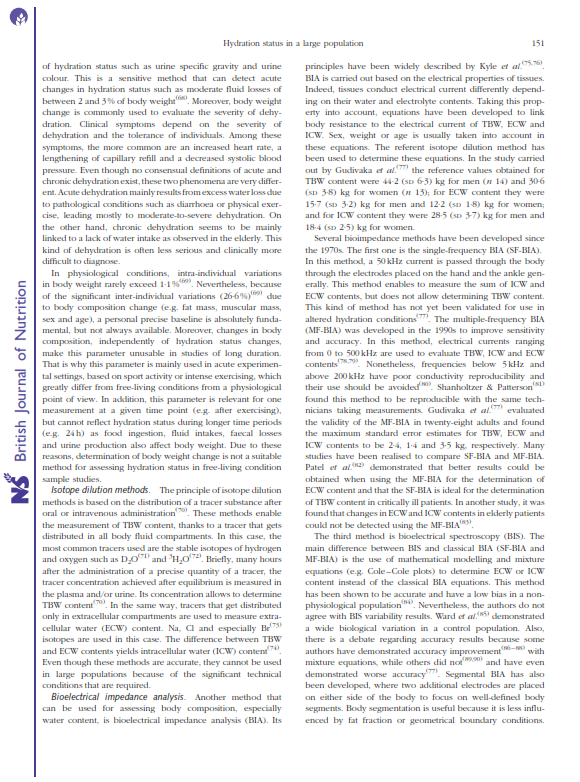 Hydration status in a large population 151
of hydration status such as urine specific gravity and urine
colour. This is a sensitive method that can detect acute
changes in hydration status such as moderate fluid losses of
between 2 and 3 % of body weight(68). Moreover, body weight
change is commonly used to evaluate the severity of dehy-
dration. Clinical symptoms depend on the severity of
dehydration and the tolerance of individuals. Among these
symptoms, the more common are an increased heart rate, a
lengthening of capillary refill and a decreased systolic blood
pressure. Even though no consensual definitions of acute and
chronic dehydration exist, these two phenomena are very differ-
ent. Acute dehydration mainly results from excess water loss due
to pathological conditions such as diarrhoea or physical exer-
cise, leading mostly to moderate-to-severe dehydration. On
the other hand, chronic dehydration seems to be mainly
linked to a lack of water intake as observed in the elderly. This
kind of dehydration is often less serious and clinically more
difficult to diagnose.
In physiological conditions, intra-individual variations
in body weight rarely exceed 1·1 %(69). Nevertheless, because
of the significant inter-individual variations (26·6 %)(69) due
to body composition change (e.g. fat mass, muscular mass,
sex and age), a personal precise baseline is absolutely funda-
mental, but not always available. Moreover, changes in body
composition, independently of hydration status changes,
make this parameter unusable in studies of long duration.
That is why this parameter is mainly used in acute experimen-
tal settings, based on sport activity or intense exercising, which
greatly differ from free-living conditions from a physiological
point of view. In addition, this parameter is relevant for one
measurement at a given time point (e.g. after exercising),
but cannot reflect hydration status during longer time periods
(e.g. 24 h) as food ingestion, fluid intakes, faecal losses
and urine production also affect body weight. Due to these
reasons, determination of body weight change is not a suitable
method for assessing hydration status in free-living condition
sample studies.
Isotope dilution methods. The principle of isotope dilution
methods is based on the distribution of a tracer substance after
oral or intravenous administration(70). These methods enable
the measurement of TBW content, thanks to a tracer that gets
distributed in all body fluid compartments. In this case, the
most common tracers used are the stable isotopes of hydrogen
and oxygen such as D2O(71) and 3H2O(72). Briefly, many hours
after the administration of a precise quantity of a tracer, the
tracer concentration achieved after equilibrium is measured in
the plasma and/or urine. Its concentration allows to determine
TBW content(70). In the same way, tracers that get distributed
only in extracellular compartments are used to measure extra-
cellular water (ECW) content. Na, Cl and especially Br(73)
isotopes are used in this case. The difference between TBW
and ECW contents yields intracellular water (ICW) content(74).
Even though these methods are accurate, they cannot be used
in large populations because of the significant technical
conditions that are required.
Bioelectrical impedance analysis. Another method that
can be used for assessing body composition, especially
water content, is bioelectrical impedance analysis (BIA). Its
principles have been widely described by Kyle et al.(75,76).
BIA is carried out based on the electrical properties of tissues.
Indeed, tissues conduct electrical current differently depend-
ing on their water and electrolyte contents. Taking this prop-
erty into account, equations have been developed to link
body resistance to the electrical current of TBW, ECW and
ICW. Sex, weight or age is usually taken into account in
these equations. The referent isotope dilution method has
been used to determine these equations. In the study carried
out by Gudivaka et al.(77) the reference values obtained for
TBW content were 44·2 (SD 6·3) kg for men (n 14) and 30·6
(SD 3·8) kg for women (n 13); for ECW content they were
15·7 (SD 3·2) kg for men and 12·2 (SD 1·8) kg for women;
and for ICW content they were 28·5 (SD 3·7) kg for men and
18·4 (SD 2·5) kg for women.
Several bioimpedance methods have been developed since
the 1970s. The first one is the single-frequency BIA (SF-BIA).
In this method, a 50 kHz current is passed through the body
through the electrodes placed on the hand and the ankle gen-
erally. This method enables to measure the sum of ICW and
ECW contents, but does not allow determining TBW content.
This kind of method has not yet been validated for use in
altered hydration conditions(77). The multiple-frequency BIA
(MF-BIA) was developed in the 1990s to improve sensitivity
and accuracy. In this method, electrical currents ranging
from 0 to 500 kHz are used to evaluate TBW, ICW and ECW
contents(78,79). Nonetheless, frequencies below 5 kHz and
above 200 kHz have poor conductivity reproducibility and
their use should be avoided(80). Shanholtzer & Patterson(81)
found this method to be reproducible with the same tech-
nicians taking measurements. Gudivaka et al.(77) evaluated
the validity of the MF-BIA in twenty-eight adults and found
the maximum standard error estimates for TBW, ECW and
ICW contents to be 2·4, 1·4 and 3·5 kg, respectively. Many
studies have been realised to compare SF-BIA and MF-BIA.
Patel et al.(82) demonstrated that better results could be
obtained when using the MF-BIA for the determination of
ECW content and that the SF-BIA is ideal for the determination
of TBW content in critically ill patients. In another study, it was
found that changes in ECW and ICW contents in elderly patients
could not be detected using the MF-BIA(83).
The third method is bioelectrical spectroscopy (BIS). The
main difference between BIS and classical BIA (SF-BIA and
MF-BIA) is the use of mathematical modelling and mixture
equations (e.g. Cole–Cole plots) to determine ECW or ICW
content instead of the classical BIA equations. This method
has been shown to be accurate and have a low bias in a non-
physiological population(84). Nevertheless, the authors do not
agree with BIS variability results. Ward et al.(85) demonstrated
a wide biological variation in a control population. Also,
there is a debate regarding accuracy results because some
authors have demonstrated accuracy improvement(86–88) with
mixture equations, while others did not(89,90) and have even
demonstrated worse accuracy(77). Segmental BIA has also
been developed, where two additional electrodes are placed
on either side of the body to focus on well-defined body
segments. Body segmentation is useful because it is less influ-
enced by fat fraction or geometrical boundary conditions.
British Journal of Nutrition
NS